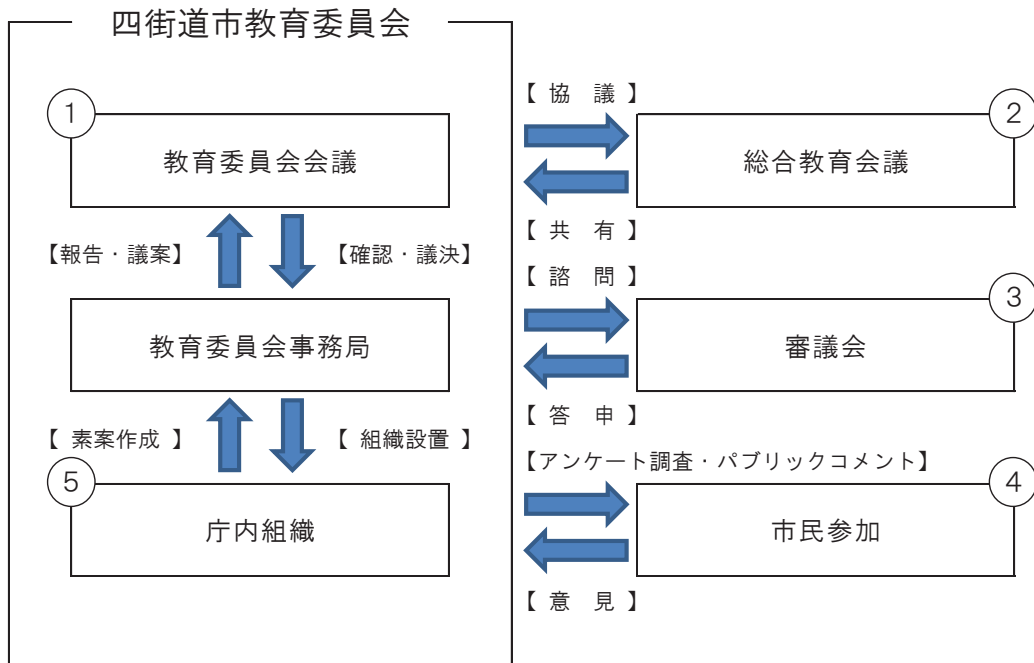 四街道市教育委員会
①
教育委員会会議
【報告・議案】
【確認・議決】
教育委員会事務局
【 素案作成 】
【 組織設置 】
⑤
庁内組織
【 協 議 】
②
総合教育会議
【 共 有 】
【 諮 問 】
③
審議会
【 答 申 】
【アンケート調査・パブリックコメント】
④
市民参加
【 意 見 】